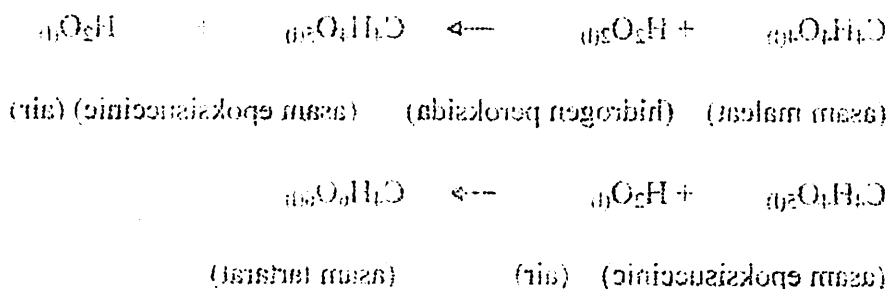 C₄H₄O₄₍l₎ + H₂O₂₍l₎ ---> C₄H₄O₅₍l₎ + H₂O₍l₎
(asam maleat) (hidrogen peroksida) (asam epoksisuccinic) (air)
C₄H₄O₅₍l₎ + H₂O₍l₎ ---> C₄H₆O₆₍l₎
(asam epoksisuccinic) (air) (asam tartarat)